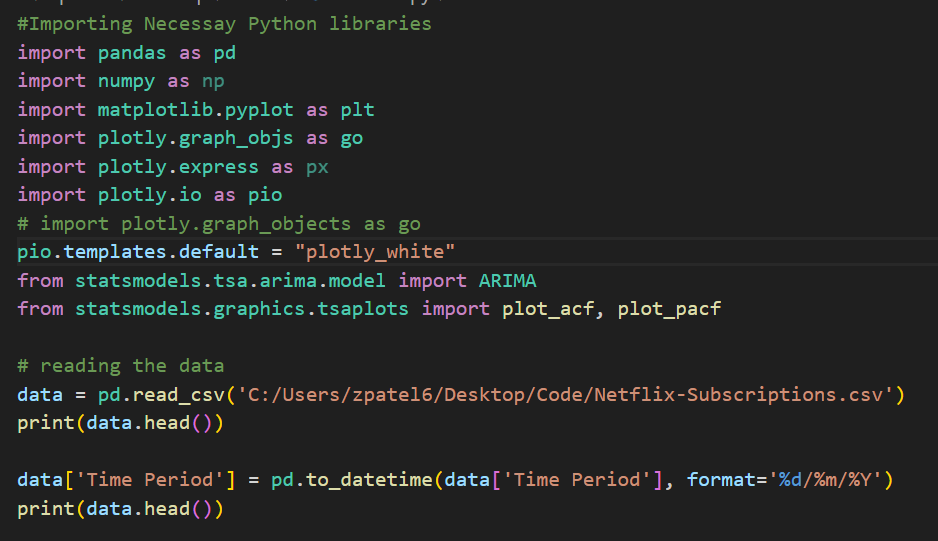 #Importing Necessay Python libraries
import pandas as pd
import numpy as np
import matplotlib.pyplot as plt
import plotly.graph_objs as go
import plotly.express as px
import plotly.io as pio
# import plotly.graph_objects as go
pio.templates.default = "plotly_white"
from statsmodels.tsa.arima.model import ARIMA
from statsmodels.graphics.tsaplots import plot_acf, plot_pacf

# reading the data
data = pd.read_csv('C:/Users/zpatel6/Desktop/Code/Netflix-Subscriptions.csv')
print(data.head())

data['Time Period'] = pd.to_datetime(data['Time Period'], format='%d/%m/%Y')
print(data.head())